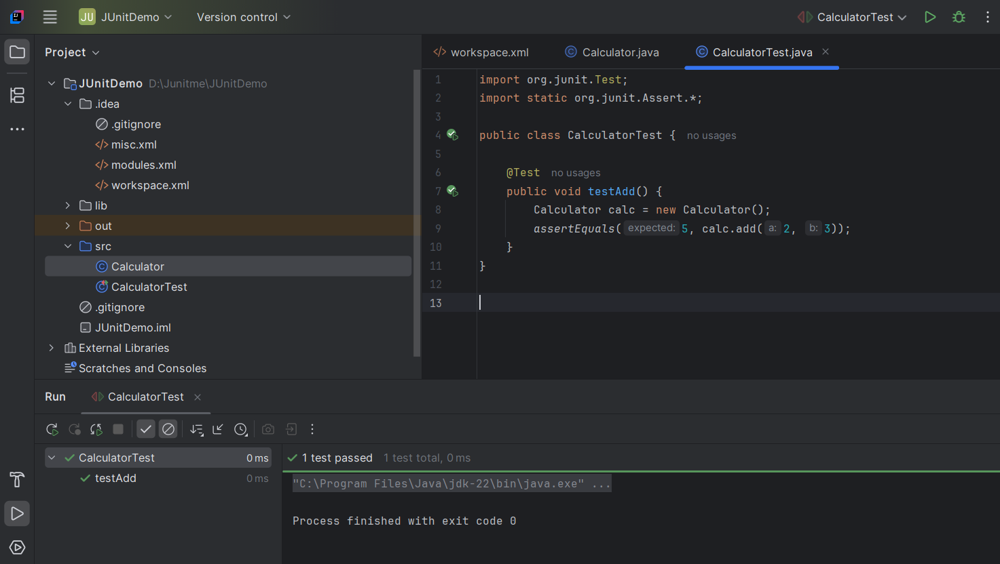 JU JUnitDemo Version control CalculatorTest
Project
workspace.xml Calculator.java CalculatorTest.java
JUnitDemo D:\Junitme\JUnitDemo
.idea
.gitignore
misc.xml
modules.xml
workspace.xml
lib
out
src
Calculator
CalculatorTest
.gitignore
JUnitDemo.iml
External Libraries
Scratches and Consoles
1 import org.junit.Test;
2 import static org.junit.Assert.*;
3
4 public class CalculatorTest { no usages
5
6 @Test no usages
7 public void testAdd() {
8 Calculator calc = new Calculator();
9 assertEquals( expected: 5, calc.add( a: 2, b: 3));
10 }
11 }
12
13
Run CalculatorTest
CalculatorTest 0 ms
testAdd 0 ms
1 test passed 1 test total, 0 ms
"C:\Program Files\Java\jdk-22\bin\java.exe" ...
Process finished with exit code 0